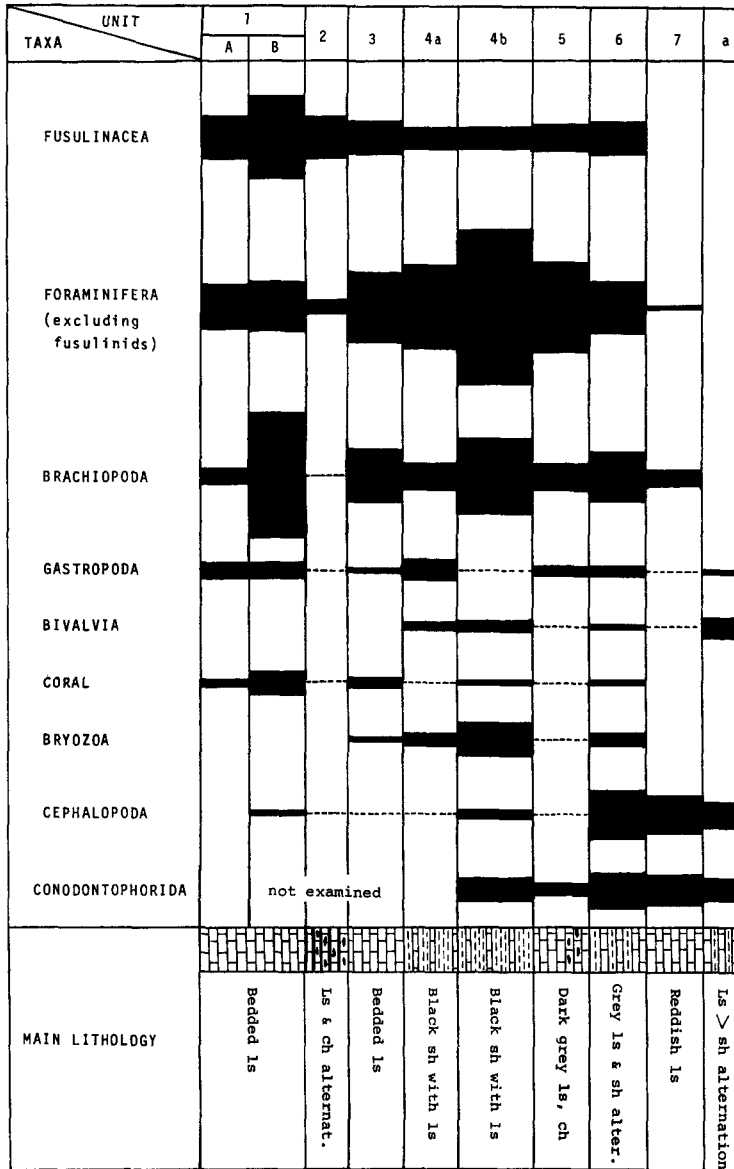 UNIT
TAXA
1
A B 2 3 4a 4b 5 6 7 a
FUSULINACEA
FORAMINIFERA
(excluding
fusulinids)
BRACHIOPODA
GASTROPODA
BIVALVIA
CORAL
BRYOZOA
CEPHALOPODA
CONODONTOPHORIDA
not examined
MAIN LITHOLOGY
Bedded ls
Ls & ch alternat.
Bedded ls
Black sh with ls
Black sh with ls
Dark grey ls, ch
Grey ls & sh alter.
Reddish ls
Ls > sh alternation